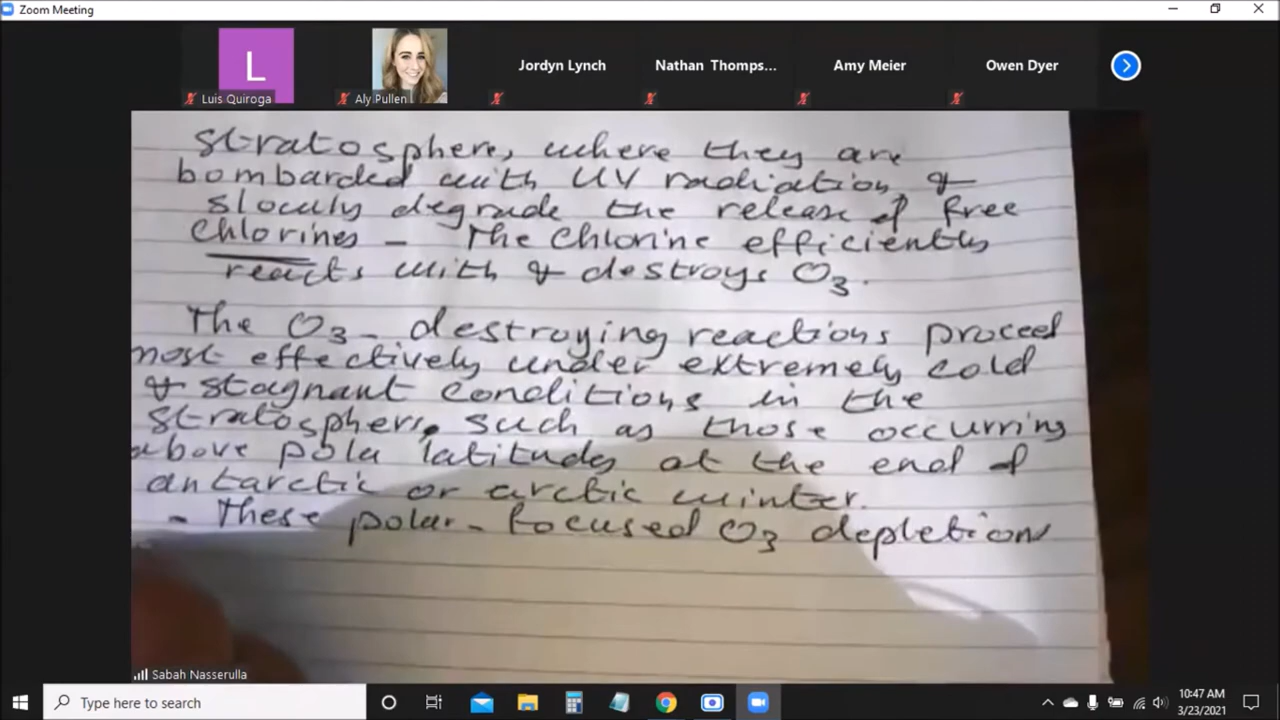 Zoom Meeting
L
Luis Quiroga
Aly Pullen
Jordyn Lynch
Nathan Thomps...
Amy Meier
Owen Dyer
stratosphere, where they are
bombarded with UV radiation &
slowly degrade the release of free
Chlorines - The Chlorine efficiently
reacts with & destroys O3.
The O3 - destroying reactions proceed
most effectively under extremely cold
& stagnant conditions in the
stratosphere, such as those occurring
above polar latitudes at the end of
antarctic or arctic winter.
- These polar - focused O3 depletion
Sabah Nasserulla
Type here to search
10:47 AM
3/23/2021